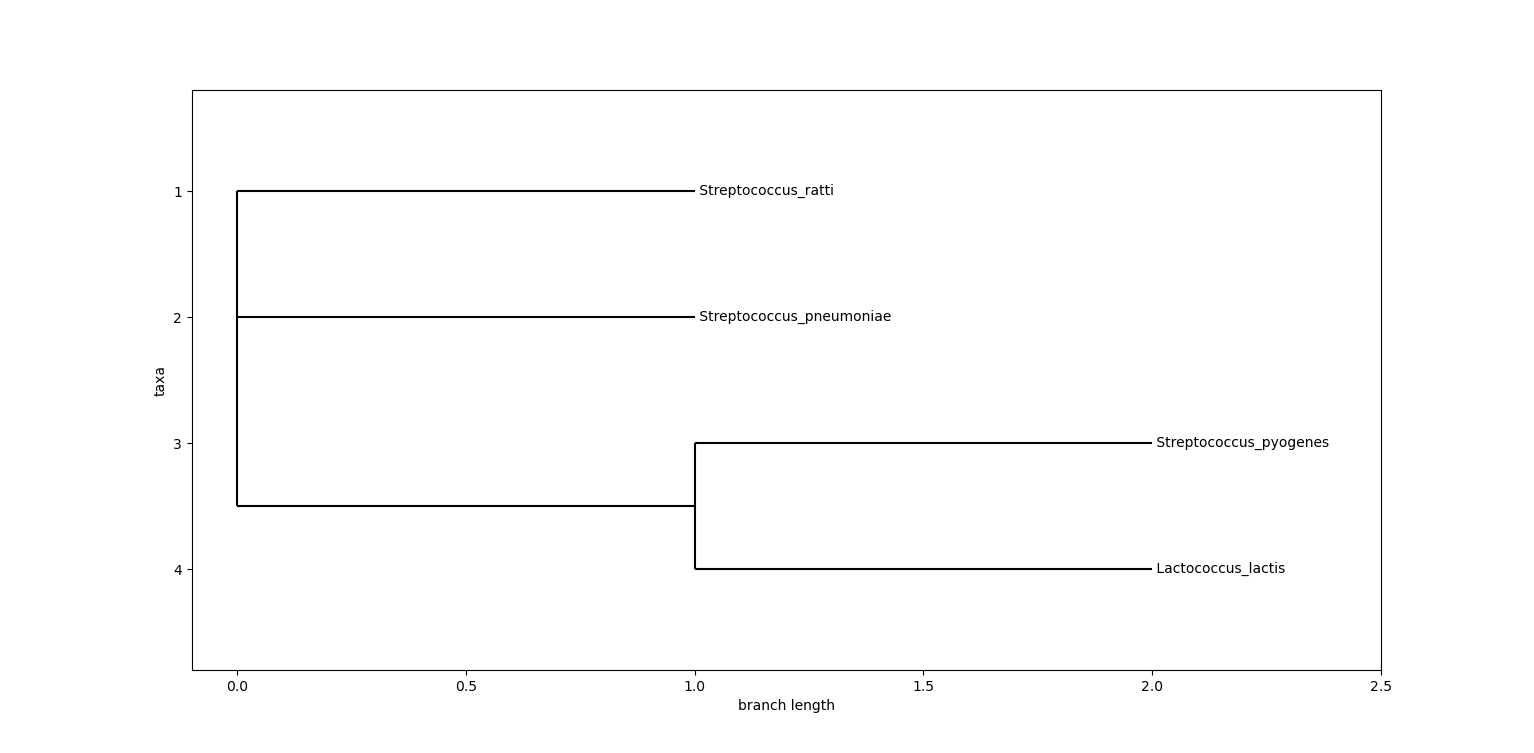 1
Streptococcus_ratti
2
Streptococcus_pneumoniae
taxa
3
Streptococcus_pyogenes
4
Lactococcus_lactis
0.0 0.5 1.0 1.5 2.0 2.5
branch length